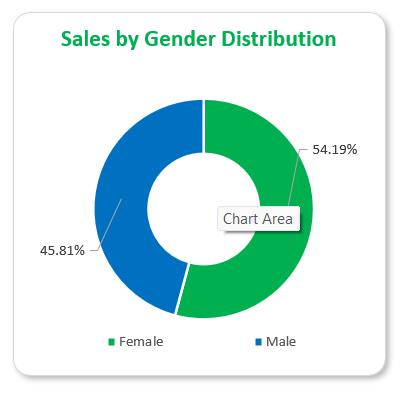 Sales by Gender Distribution
54.19%
Chart Area
45.81%
Female Male